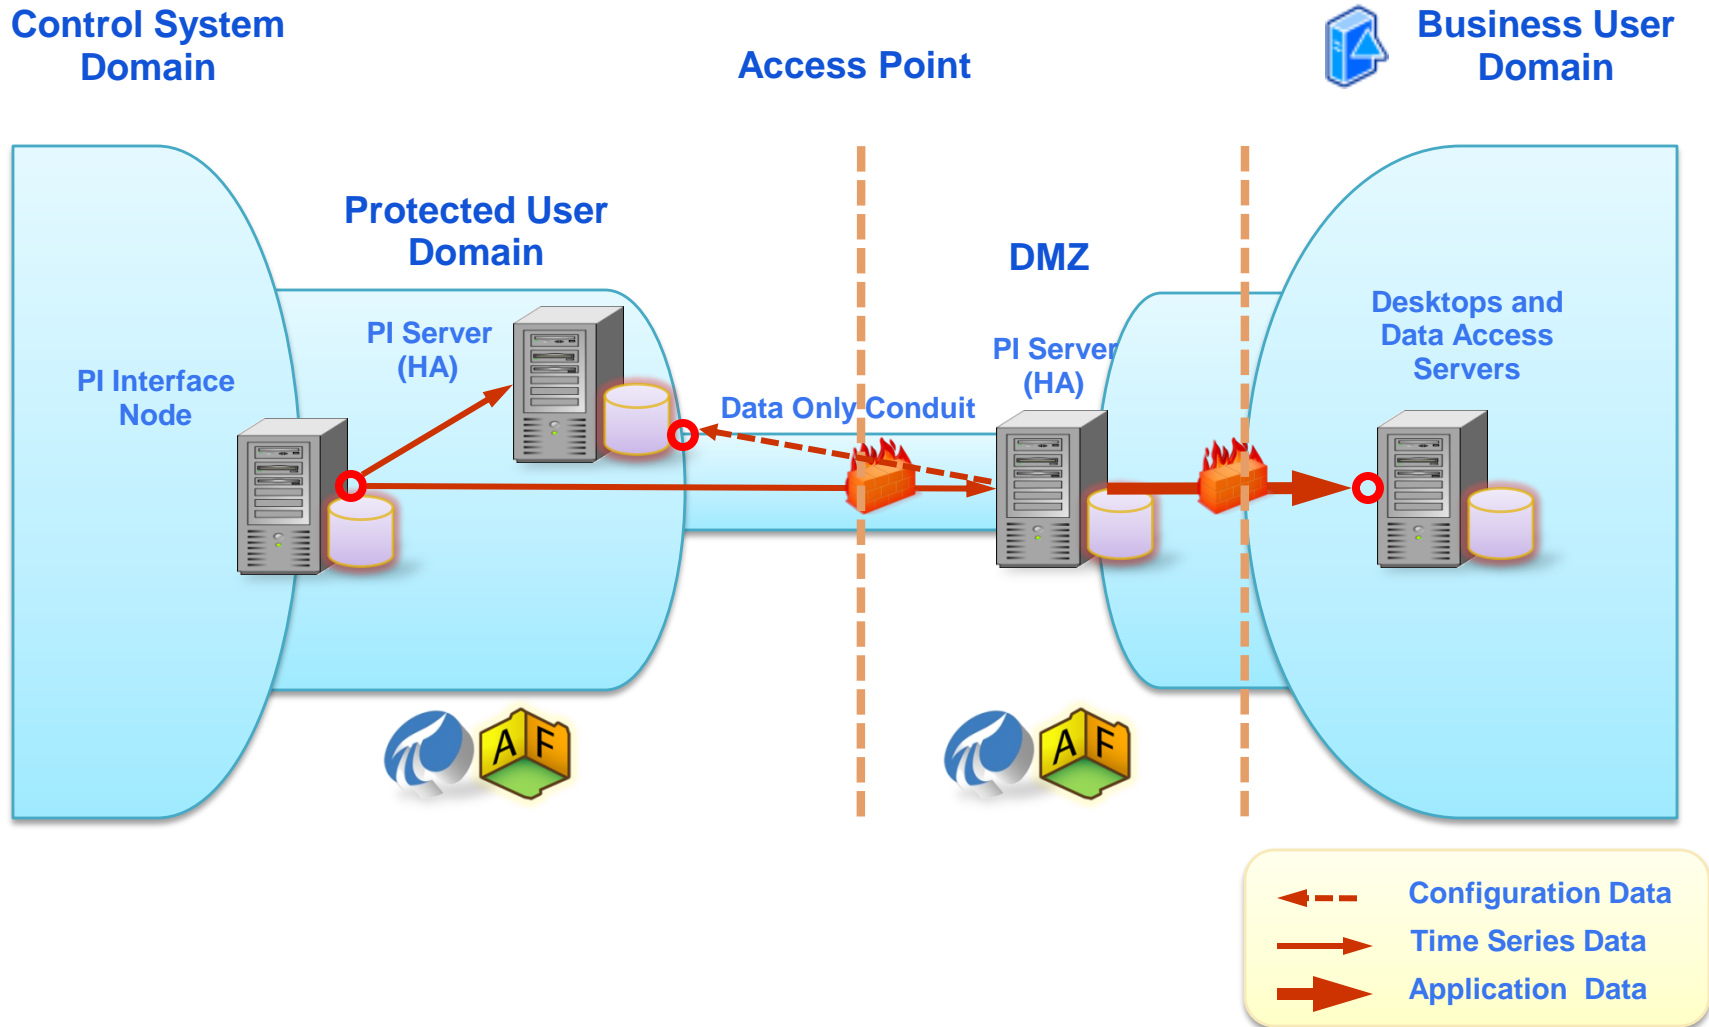 Control System
Domain
Access Point
Business User
Domain
Protected User
Domain
DMZ
PI Interface
Node
PI Server
(HA)
Data Only Conduit
PI Server
(HA)
Desktops and
Data Access
Servers
A F
A F
Configuration Data
Time Series Data
Application Data